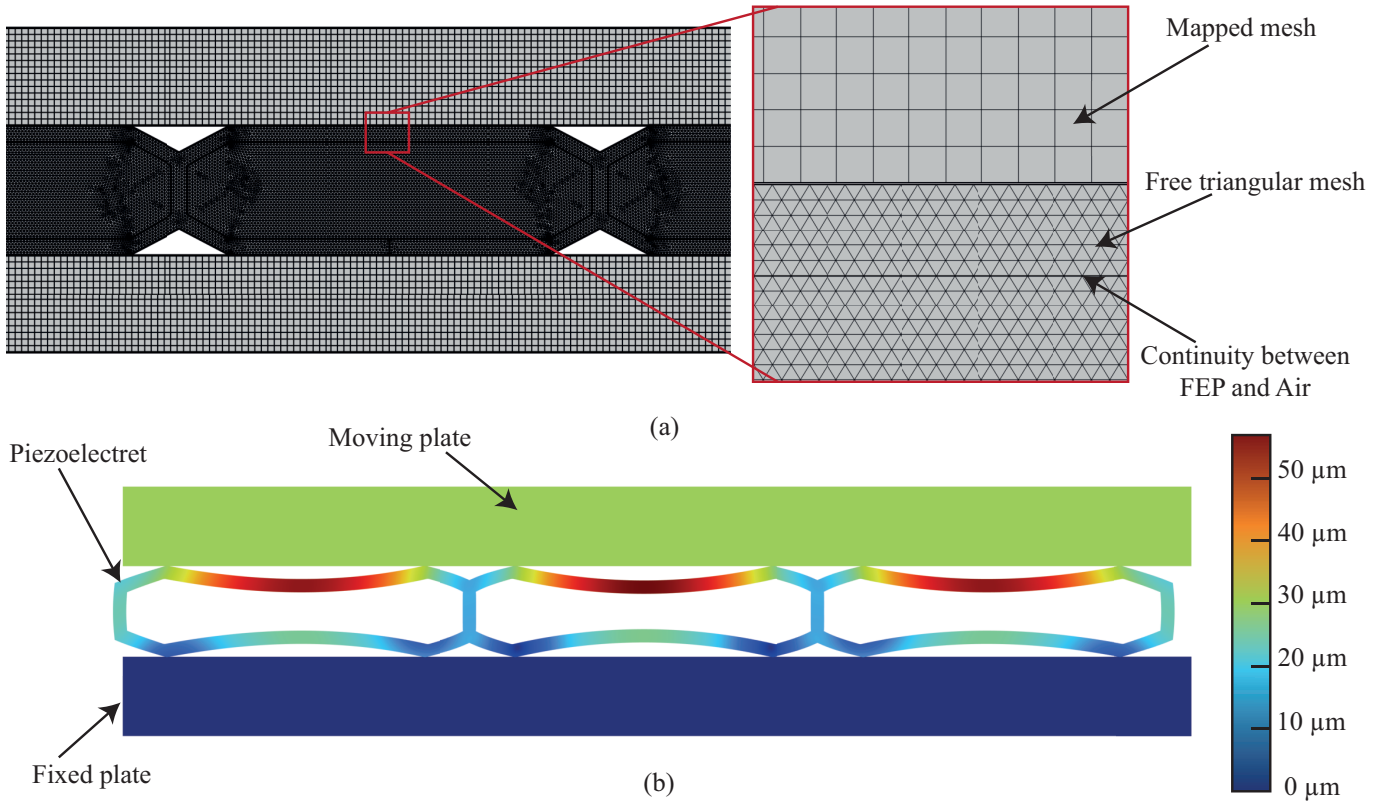 Mapped mesh
Free triangular mesh
Continuity between
FEP and Air
(a)
Piezoelectret
Moving plate
50 µm
40 µm
30 µm
20 µm
10 µm
0 µm
Fixed plate
(b)